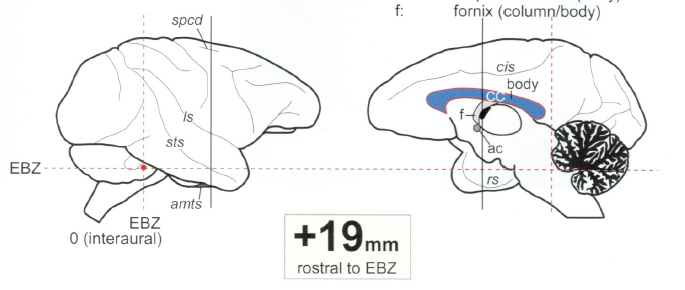 f: fornix (column/body)
spcd
ls
sts
EBZ
amts
EBZ
0 (interaural)
cis
body
CC
f
ac
rs
+19mm
rostral to EBZ